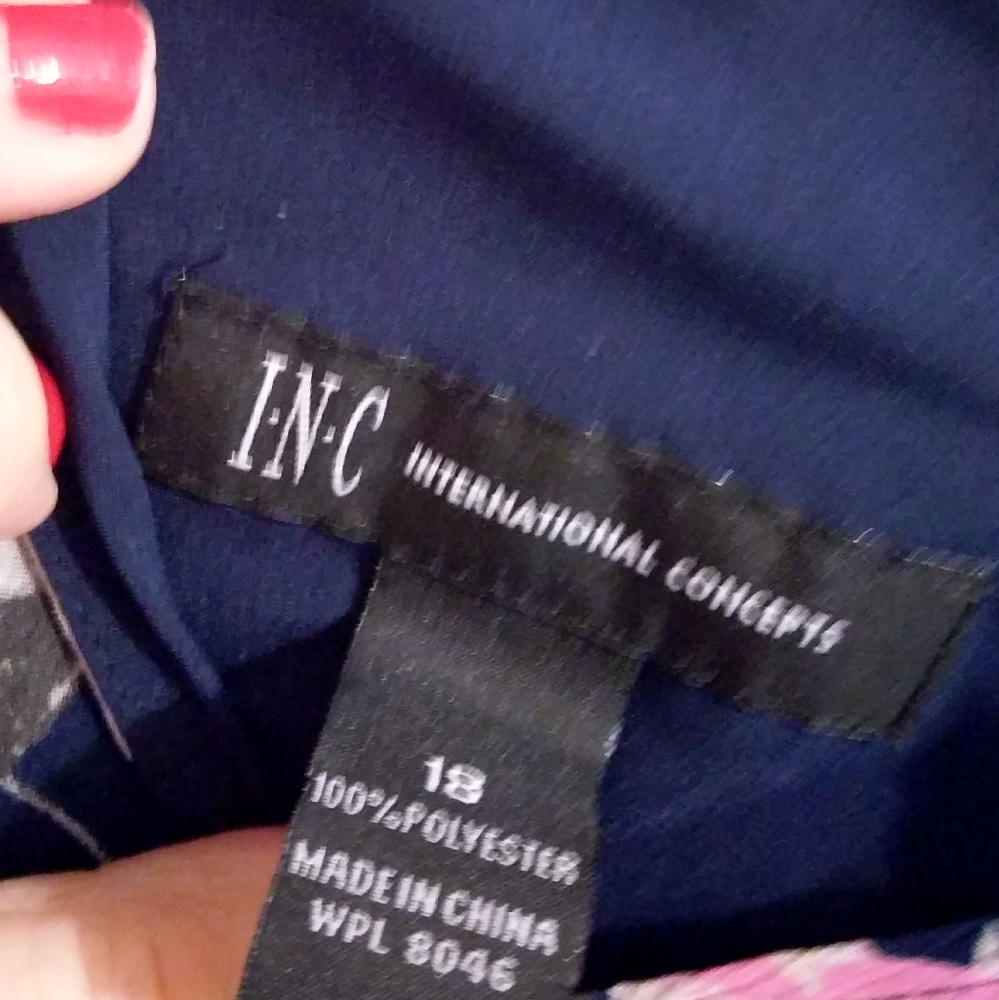 I·N·C INTERNATIONAL CONCEPTS
18
100% POLYESTER
MADE IN CHINA
WPL 8046